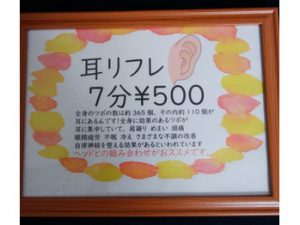 耳リフレ
7分¥500
全身のツボの数は約365個、その内約110個が
耳にあるんです!全身に効果のあるツボが
耳に集中していて、肩凝り めまい 頭痛
眼精疲労 不眠 冷え さまざまな不調の改善
自律神経を整える効果があるといわれています
ヘッドとの組み合わせがおススメです。